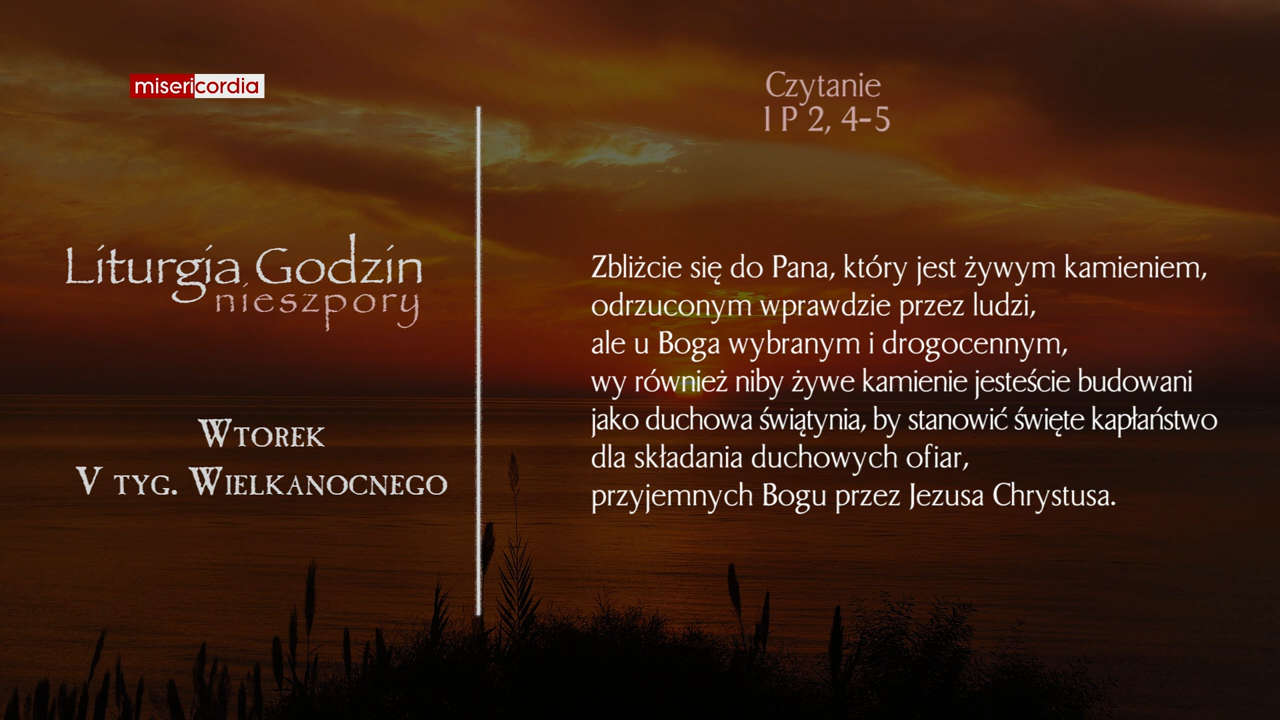 misericordia
Liturgia Godzin
nieszpory
Wtorek
V tyg. Wielkanocnego
Czytanie
1 P 2, 4-5
Zbliżcie się do Pana, który jest żywym kamieniem,
odrzuconym wprawdzie przez ludzi,
ale u Boga wybranym i drogocennym,
wy również niby żywe kamienie jesteście budowani
jako duchowa świątynia, by stanowić święte kapłaństwo
dla składania duchowych ofiar,
przyjemnych Bogu przez Jezusa Chrystusa.